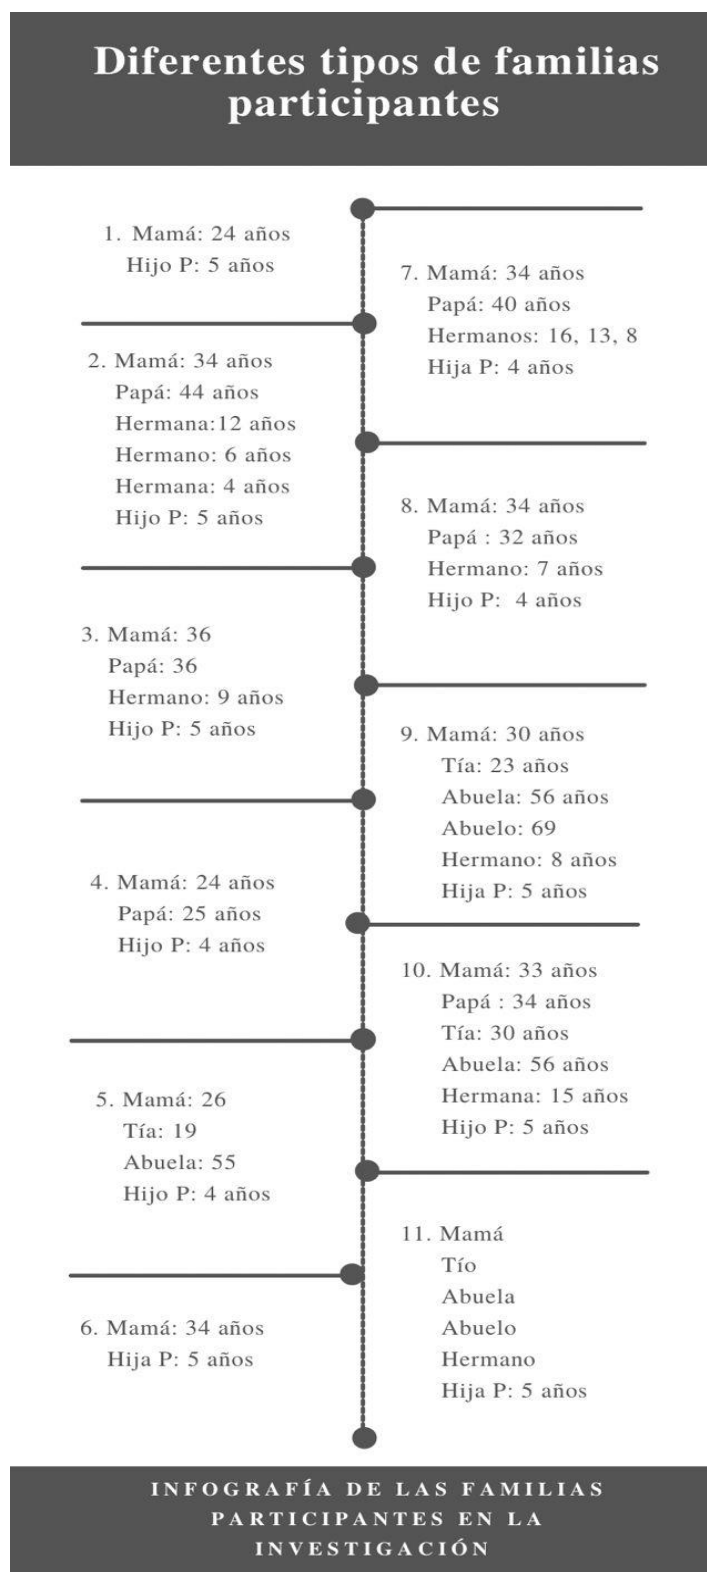 Diferentes tipos de familias
participantes
1. Mamá: 24 años
Hijo P: 5 años
2. Mamá: 34 años
Papá: 44 años
Hermana:12 años
Hermano: 6 años
Hermana: 4 años
Hijo P: 5 años
3. Mamá: 36
Papá: 36
Hermano: 9 años
Hijo P: 5 años
4. Mamá: 24 años
Papá: 25 años
Hijo P: 4 años
5. Mamá: 26
Tía: 19
Abuela: 55
Hijo P: 4 años
6. Mamá: 34 años
Hija P: 5 años
7. Mamá: 34 años
Papá: 40 años
Hermanos: 16, 13, 8
Hija P: 4 años
8. Mamá: 34 años
Papá : 32 años
Hermano: 7 años
Hijo P: 4 años
9. Mamá: 30 años
Tía: 23 años
Abuela: 56 años
Abuelo: 69
Hermano: 8 años
Hija P: 5 años
10. Mamá: 33 años
Papá : 34 años
Tía: 30 años
Abuela: 56 años
Hermana: 15 años
Hijo P: 5 años
11. Mamá
Tío
Abuela
Abuelo
Hermano
Hija P: 5 años
INFOGRAFÍA DE LAS FAMILIAS
PARTICIPANTES EN LA
INVESTIGACIÓN